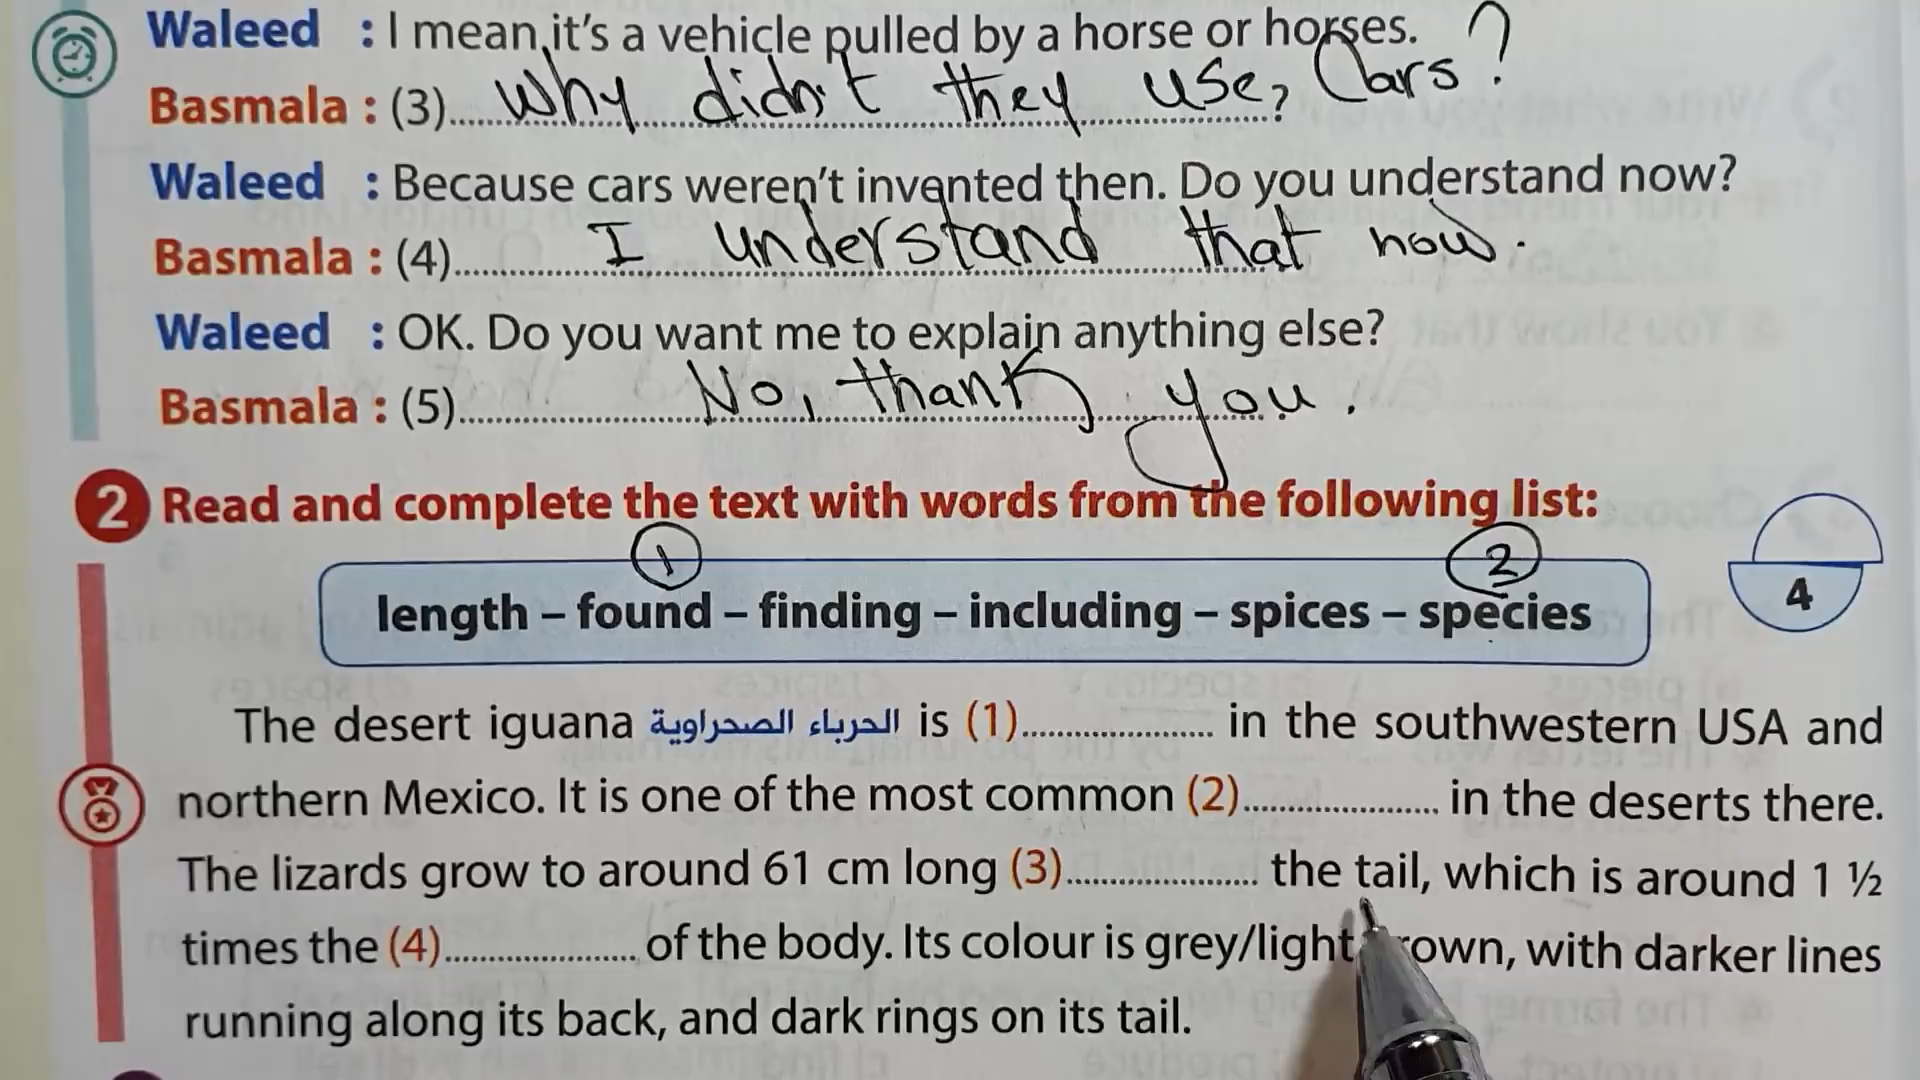 Waleed : I mean, it's a vehicle pulled by a horse or horses.
Basmala : (3) Why didn't they use Cars ?
Waleed : Because cars weren't invented then. Do you understand now?
Basmala : (4) I understand that now.
Waleed : OK. Do you want me to explain anything else?
Basmala : (5) No, thank you.
2 Read and complete the text with words from the following list:
1 2
length – found – finding – including – spices – species
4
The desert iguana الحرباء الصحراوية is (1).................... in the southwestern USA and
northern Mexico. It is one of the most common (2).................... in the deserts there.
The lizards grow to around 61 cm long (3).................... the tail, which is around 1 ½
times the (4).................... of the body. Its colour is grey/light rown, with darker lines
running along its back, and dark rings on its tail.